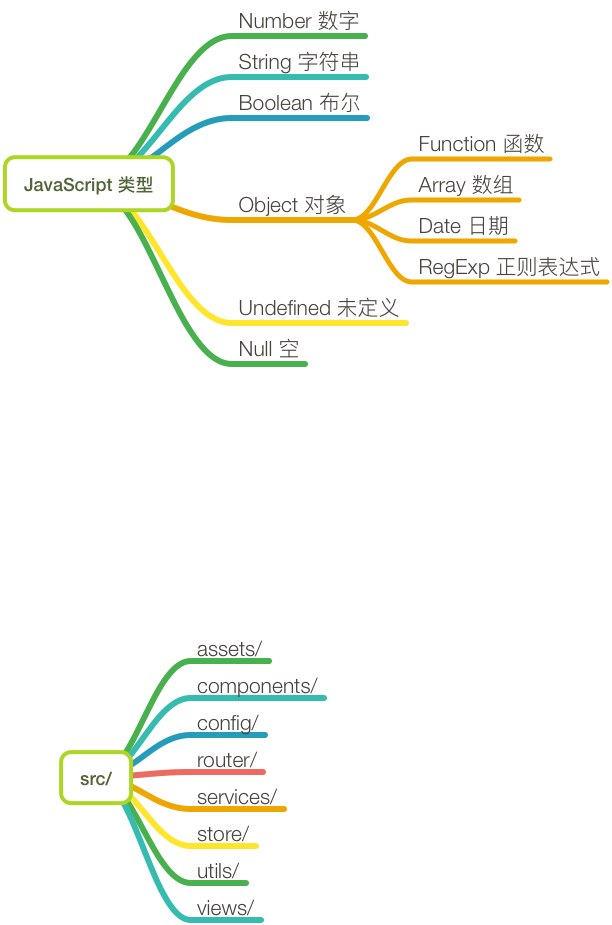 Number 数字
String 字符串
Boolean 布尔
JavaScript 类型
Object 对象
Function 函数
Array 数组
Date 日期
RegExp 正则表达式
Undefined 未定义
Null 空
src/
assets/
components/
config/
router/
services/
store/
utils/
views/